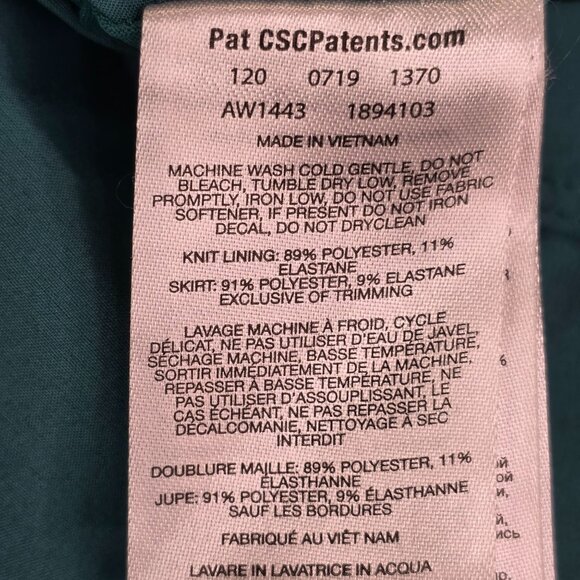 Pat CSCPatents.com
120 0719 1370
AW1443 1894103
MADE IN VIETNAM
MACHINE WASH COLD GENTLE, DO NOT
BLEACH, TUMBLE DRY LOW, REMOVE
PROMPTLY, IRON LOW, DO NOT USE FABRIC
SOFTENER, IF PRESENT DO NOT IRON
DECAL, DO NOT DRYCLEAN
KNIT LINING: 89% POLYESTER, 11%
ELASTANE
SKIRT: 91% POLYESTER, 9% ELASTANE
EXCLUSIVE OF TRIMMING
LAVAGE MACHINE À FROID, CYCLE
DÉLICAT, NE PAS UTILISER D'EAU DE JAVEL,
SÉCHAGE MACHINE, BASSE TEMPÉRATURE,
SORTIR IMMÉDIATEMENT DE LA MACHINE,
REPASSER À BASSE TEMPÉRATURE, NE
PAS UTILISER D'ASSOUPLISSANT, LE
CAS ÉCHÉANT, NE PAS REPASSER LA
DÉCALCOMANIE, NETTOYAGE À SEC
INTERDIT
DOUBLURE MAILLE: 89% POLYESTER, 11%
ÉLASTHANNE
JUPE: 91% POLYESTER, 9% ÉLASTHANNE
SAUF LES BORDURES
FABRIQUÉ AU VIÊT NAM
LAVARE IN LAVATRICE IN ACQUA